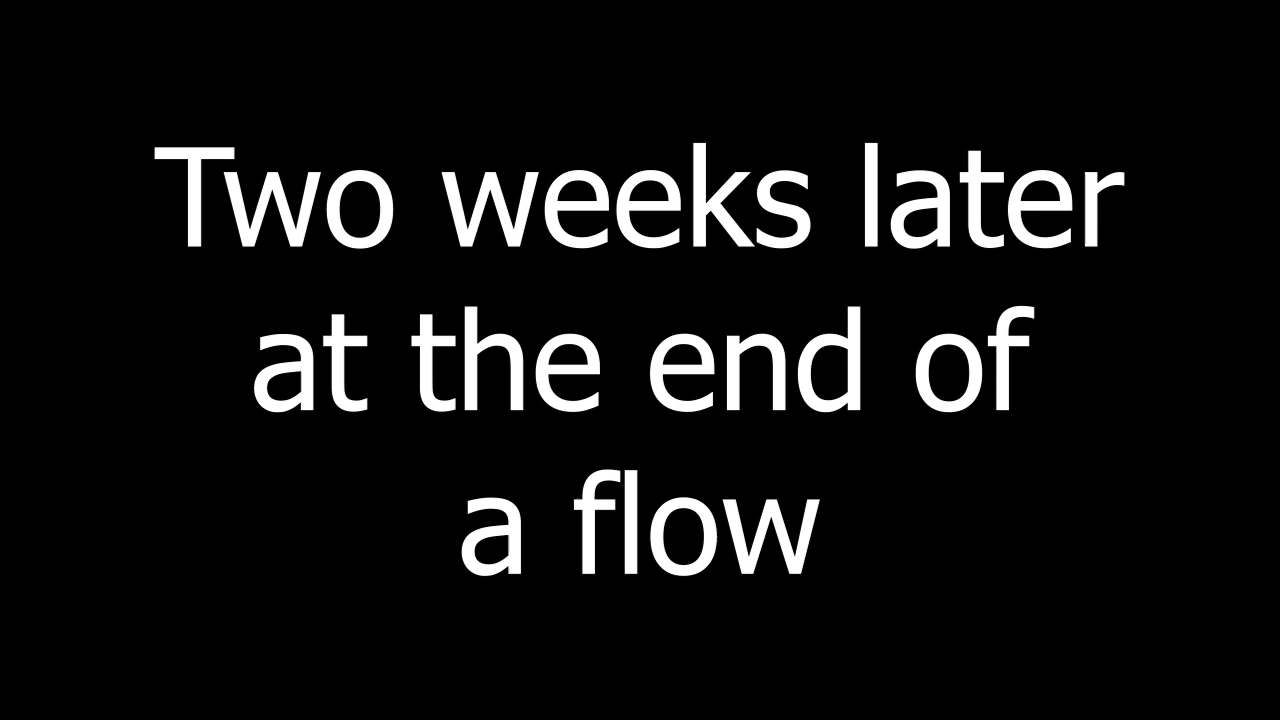 Two weeks later
at the end of
a flow